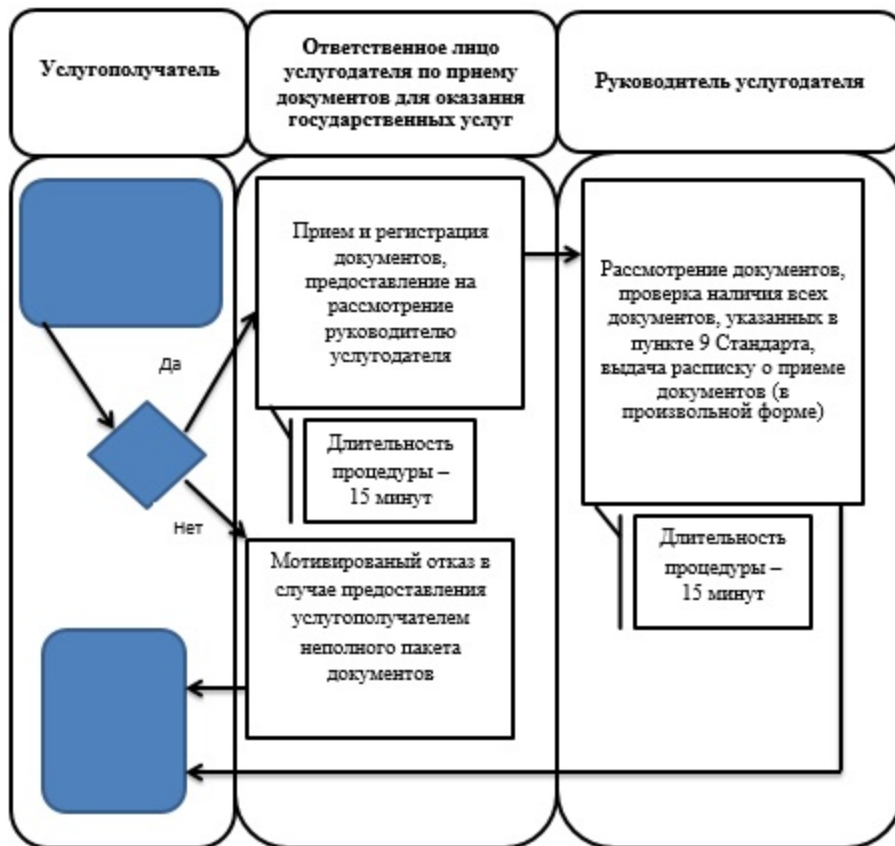 Услугополучатель
Ответственное лицо
услугодателя по приему
документов для оказания
государственных услуг
Руководитель услугодателя
Прием и регистрация
документов,
предоставление на
рассмотрение
руководителю
услугодателя
Рассмотрение документов,
проверка наличия всех
документов, указанных в
пункте 9 Стандарта,
выдача расписку о приеме
документов (в
произвольной форме)
Да
Длительность
процедуры –
15 минут
Нет
Длительность
процедуры –
15 минут
Мотивированый отказ в
случае предоставления
услугополучателем
неполного пакета
документов